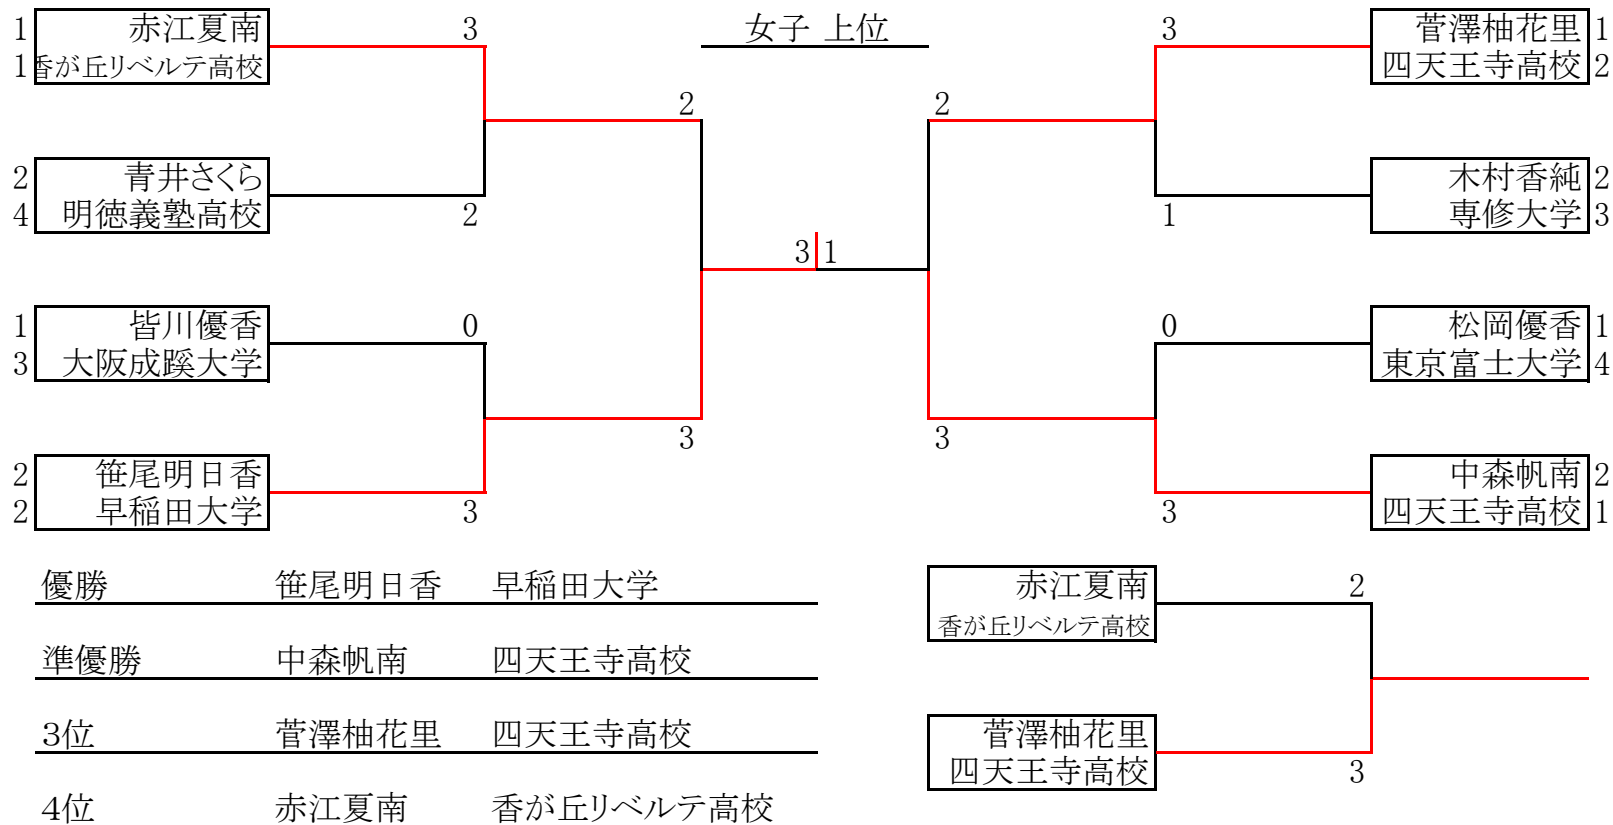 女子 上位
1 赤江夏南 3
1 香が丘リベルテ高校
2
2 青井さくら
4 明徳義塾高校 2
1 皆川優香 0
3 大阪成蹊大学
3
2 笹尾明日香
2 早稲田大学 3
3 1
3 菅澤柚花里 1
四天王寺高校 2
2
木村香純 2
1 専修大学 3
0 松岡優香 1
東京富士大学 4
3
中森帆南 2
3 四天王寺高校 1
優勝 笹尾明日香 早稲田大学
準優勝 中森帆南 四天王寺高校
3位 菅澤柚花里 四天王寺高校
4位 赤江夏南 香が丘リベルテ高校
赤江夏南 2
香が丘リベルテ高校
菅澤柚花里
四天王寺高校 3